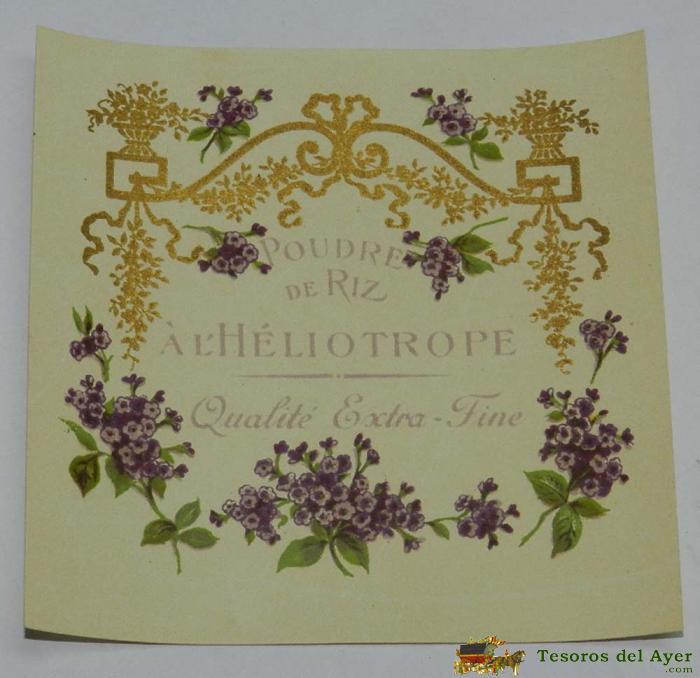 POUDRE
DE RIZ
À L'HÉLIOTROPE
Qualité Extra-Fine
Tesoros del Ayer
.com